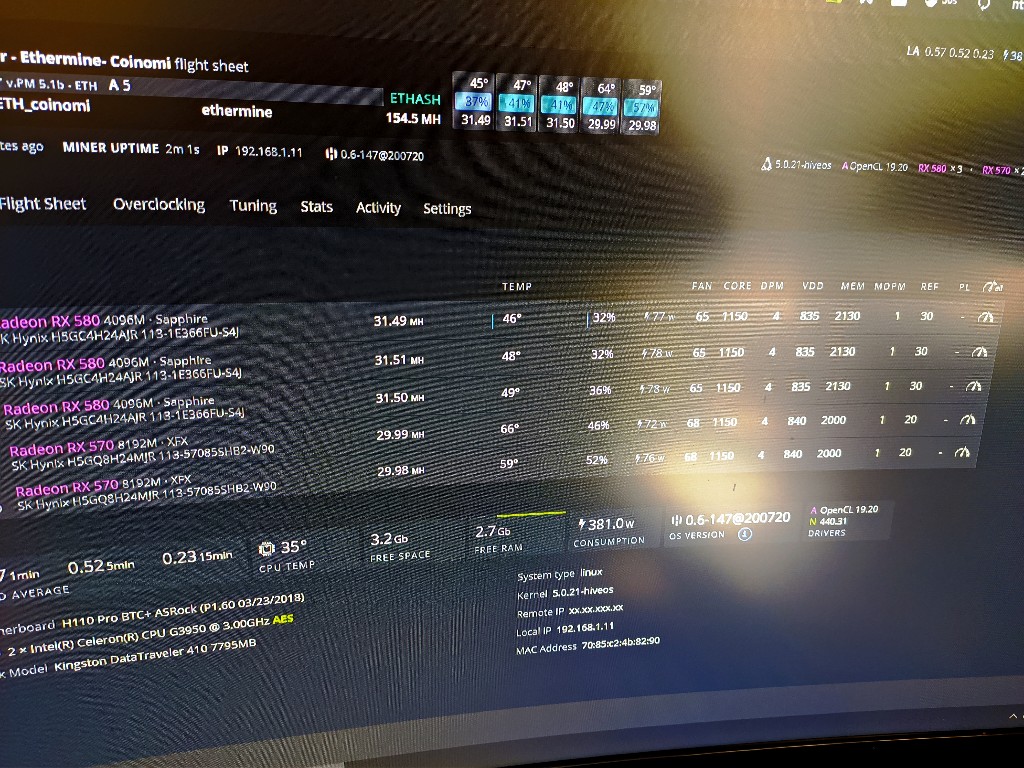 r - Ethermine- Coinomi flight sheet
LA 0.57 0.52 0.23 38
v.PM 5.1b · ETH A 5
45° 47° 48° 64° 59°
ETH_coinomi ethermine
ETHASH 37% 41% 41% 47% 57%
154.5 MH 31.49 31.51 31.50 29.99 29.98
tes ago MINER UPTIME 2m 1s IP 192.168.1.11 0.6-147@200720
5.0.21-hiveos A OpenCL 19.20 RX 580 × 3 · RX 570 × 2
Flight Sheet Overclocking Tuning Stats Activity Settings
TEMP FAN CORE DPM VDD MEM MDPM REF PL
adeon RX 580 4096M · Sapphire 31.49 MH 46° 32% 77 w 65 1150 4 835 2130 1 30 -
K Hynix H5GC4H24AJR 113-1E366FU-S4J
Radeon RX 580 4096M · Sapphire 31.51 MH 48° 32% 78 w 65 1150 4 835 2130 1 30 -
SK Hynix H5GC4H24AJR 113-1E366FU-S4J
Radeon RX 580 4096M · Sapphire 31.50 MH 49° 36% 78 w 65 1150 4 835 2130 1 30 -
SK Hynix H5GC4H24AJR 113-1E366FU-S4J
Radeon RX 570 8192M · XFX 29.99 MH 66° 46% 72 w 68 1150 4 840 2000 1 20 -
SK Hynix H5GQ8H24MJR 113-57085SHB2-W90
Radeon RX 570 8192M · XFX 29.98 MH 59° 52% 76 w 68 1150 4 840 2000 1 20 -
SK Hynix H5GQ8H24MJR 113-57085SHB2-W90
7 1min 0.52 5min 0.23 15min
D AVERAGE
35°
CPU TEMP
3.2 Gb
FREE SPACE
2.7 Gb
FREE RAM
381.0 w
CONSUMPTION
0.6-147@200720
OS VERSION
A OpenCL 19.20
N 440.31
DRIVERS
herboard H110 Pro BTC+ ASRock (P1.60 03/23/2018)
2 × Intel(R) Celeron(R) CPU G3950 @ 3.00GHz AES
k Model Kingston DataTraveler 410 7795MB
System type linux
Kernel 5.0.21-hiveos
Remote IP xx.xx.xxx.xx
Local IP 192.168.1.11
MAC Address 70:85:c2:4b:82:90